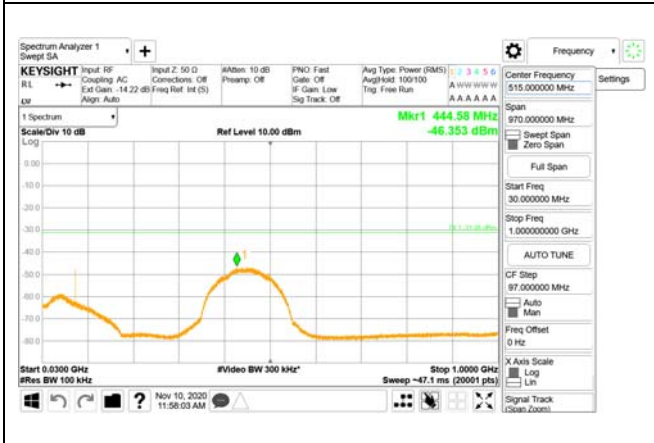 Spectrum Analyzer 1
Swept SA
Frequency
KEYSIGHT
RL
Input: RF
Coupling: AC
Ext Gain: -14.22 dB
Align: Auto
Input Z: 50 Ω
Corrections: Off
Freq Ref: Int (S)
#Atten: 10 dB
Preamp: Off
PNO: Fast
Gate: Off
IF Gain: Low
Sig Track: Off
Avg Type: Power (RMS)
Avg|Hold: 100/100
Trig: Free Run
1 2 3 4 5 6
A W W W W W
A A A A A A
1 Spectrum
Scale/Div 10 dB
Log
Ref Level 10.00 dBm
Mkr1 444.58 MHz
-46.353 dBm
0.00
-10.0
-20.0
-30.0
-40.0
-50.0
-60.0
-70.0
-80.0
1
Start 0.0300 GHz
#Res BW 100 kHz
#Video BW 300 kHz*
Stop 1.0000 GHz
Sweep ~47.1 ms (20001 pts)
Nov 10, 2020
11:58:03 AM
?
Center Frequency
515.000000 MHz
Settings
Span
970.000000 MHz
Swept Span
Zero Span
Full Span
Start Freq
30.000000 MHz
Stop Freq
1.000000000 GHz
AUTO TUNE
CF Step
97.000000 MHz
Auto
Man
Freq Offset
0 Hz
X Axis Scale
Log
Lin
Signal Track
(Span Zoom)